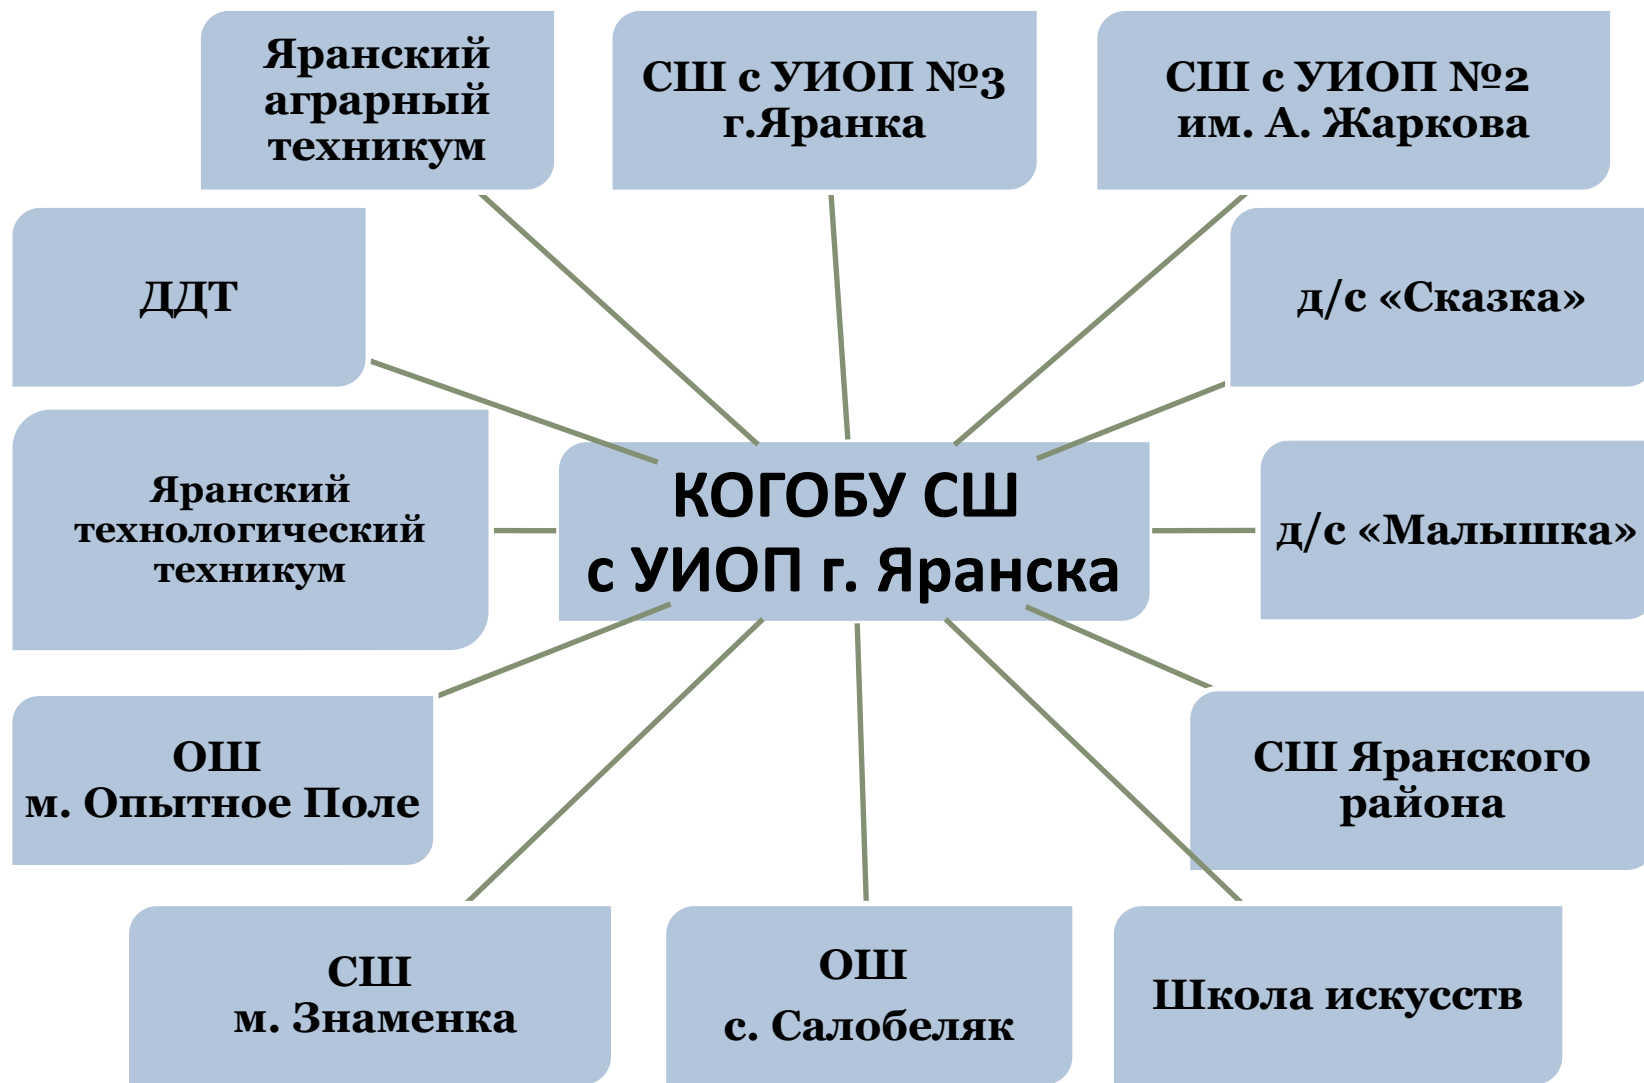 Яранский
аграрный
техникум
СШ с УИОП №3
г.Яранка
СШ с УИОП №2
им. А. Жаркова
ДДТ
д/с «Сказка»
Яранский
технологический
техникум
КОГОБУ СШ
с УИОП г. Яранска
д/с «Малышка»
ОШ
м. Опытное Поле
СШ Яранского
района
СШ
м. Знаменка
ОШ
с. Салобеляк
Школа искусств